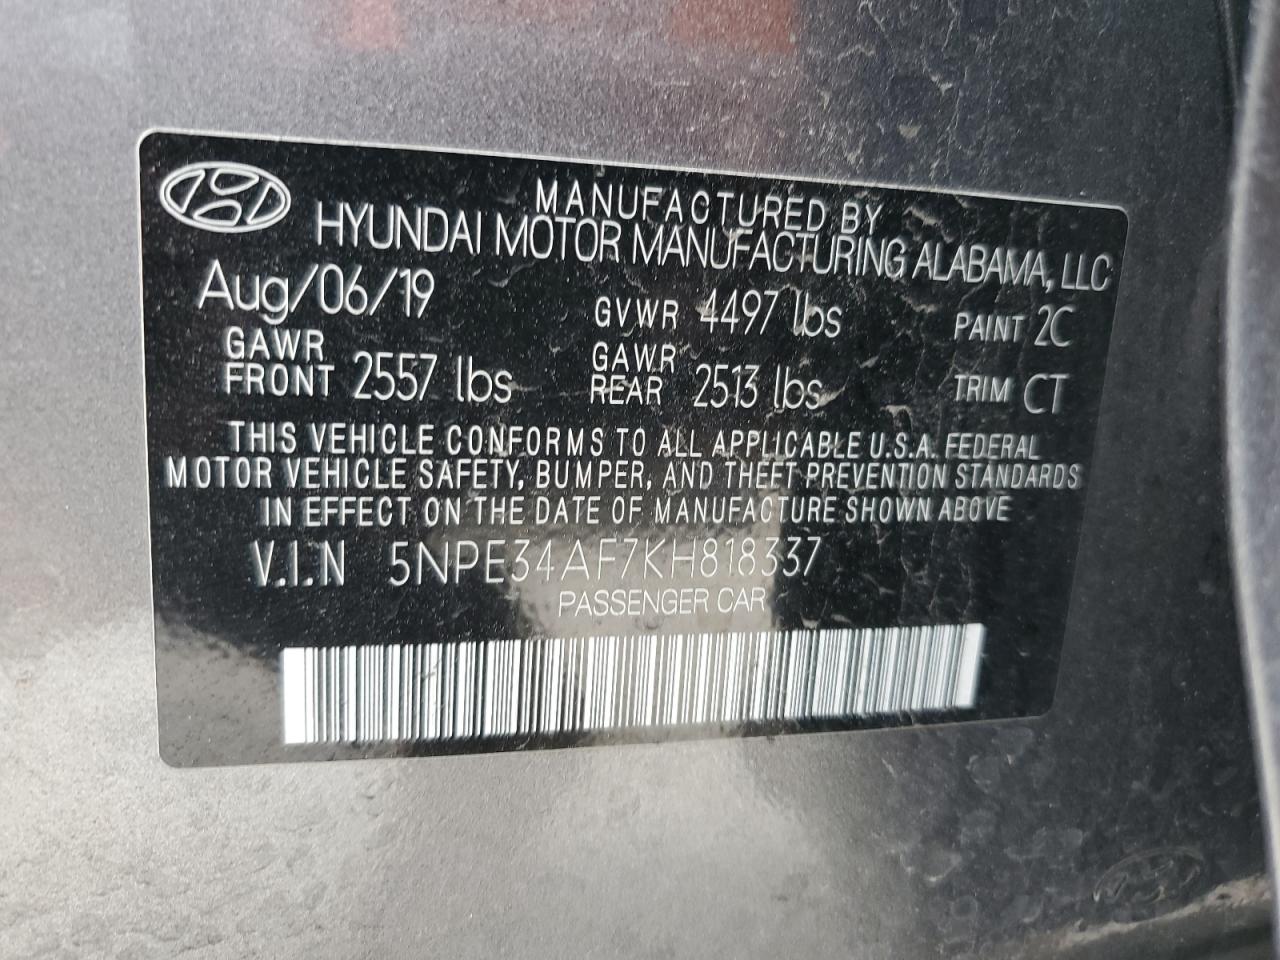 MANUFACTURED BY
HYUNDAI MOTOR MANUFACTURING ALABAMA, LLC
Aug/06/19 GVWR 4497 lbs PAINT 2C
GAWR FRONT 2557 lbs GAWR REAR 2513 lbs TRIM CT
THIS VEHICLE CONFORMS TO ALL APPLICABLE U.S.A. FEDERAL
MOTOR VEHICLE SAFETY, BUMPER, AND THEFT PREVENTION STANDARDS
IN EFFECT ON THE DATE OF MANUFACTURE SHOWN ABOVE
V.I.N 5NPE34AF7KH818337
PASSENGER CAR